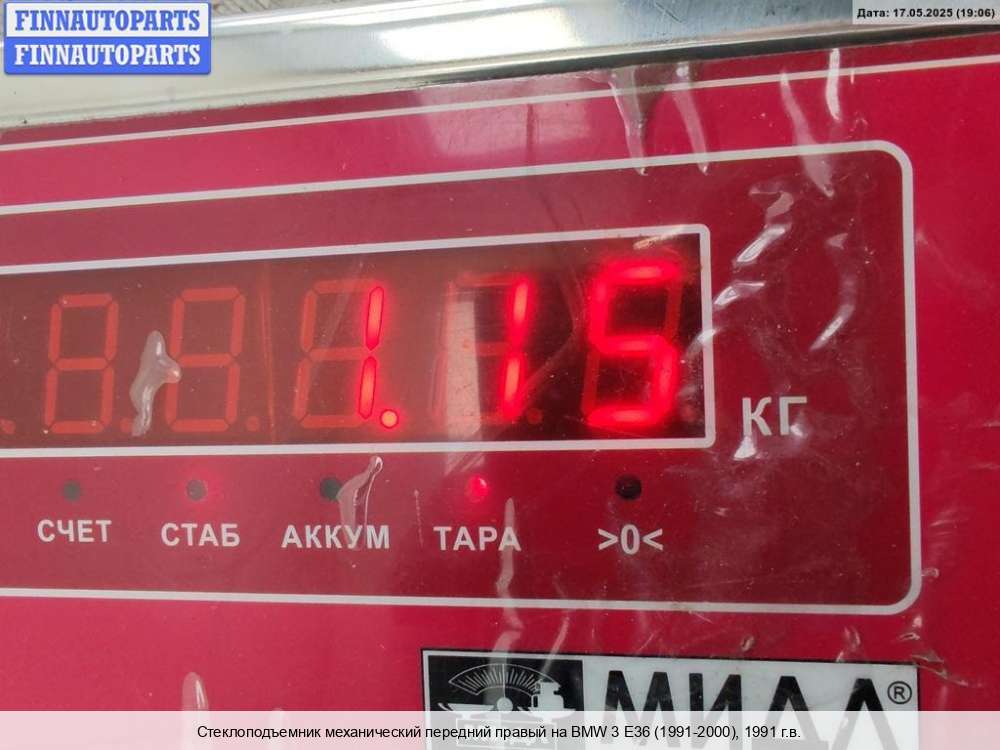 FINNAUTOPARTS
FINNAUTOPARTS
Дата: 17.05.2025 (19:06)
1.15
КГ
СЧЕТ СТАБ АККУМ ТАРА >0<
МИДЛ®
Стеклоподъемник механический передний правый на BMW 3 E36 (1991-2000), 1991 г.в.